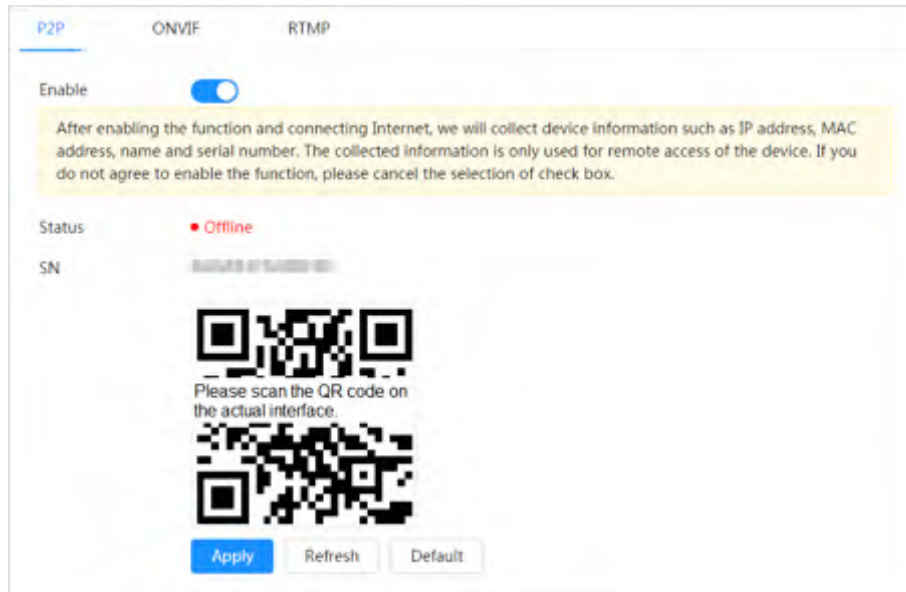 P2P ONVIF RTMP
Enable
After enabling the function and connecting Internet, we will collect device information such as IP address, MAC
address, name and serial number. The collected information is only used for remote access of the device. If you
do not agree to enable the function, please cancel the selection of check box.
Status Offline
SN
Please scan the QR code on
the actual interface.
Apply Refresh Default